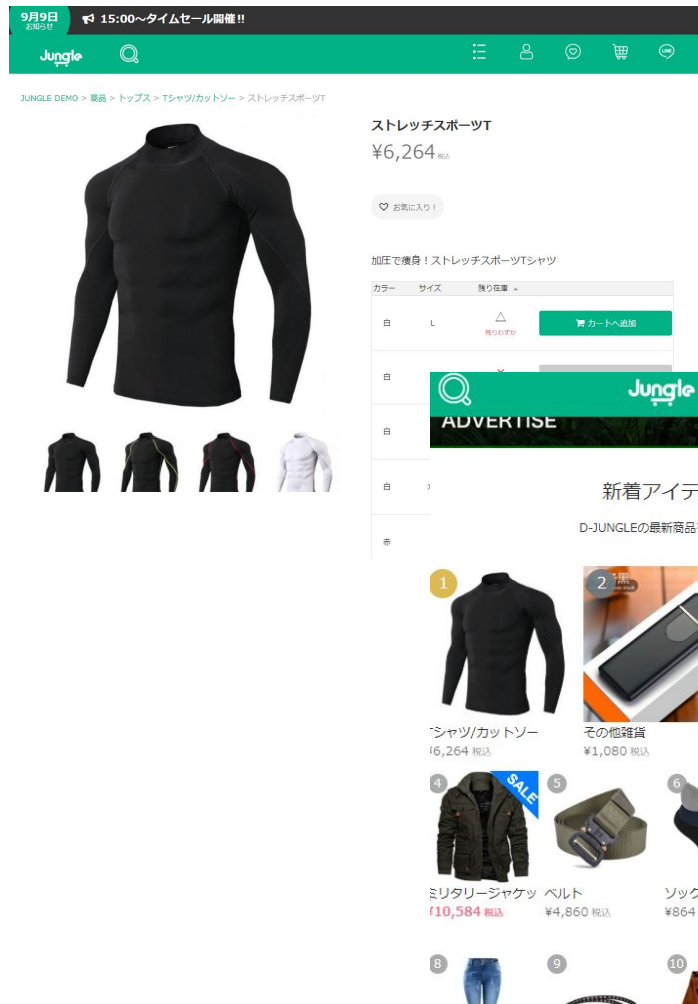 9月9日
お知らせ
15:00～タイムセール開催!!
Jungle
LINE
JUNGLE DEMO > 商品 > トップス > Tシャツ/カットソー > ストレッチスポーツT
ストレッチスポーツT
¥6,264 税込
お気に入り！
加圧で痩身！ストレッチスポーツTシャツ
カラー サイズ 残り在庫
白 L △ 残りわずか カートへ追加
白
白
白
赤
Jungle
ADVERTISE
新着アイテ
D-JUNGLEの最新商品
1
2
Tシャツ/カットソー
¥6,264 税込
その他雑貨
¥1,080 税込
4
SALE
5
6
ミリタリージャケッ
¥10,584 税込
ベルト
¥4,860 税込
ソック
¥864
8
9
10